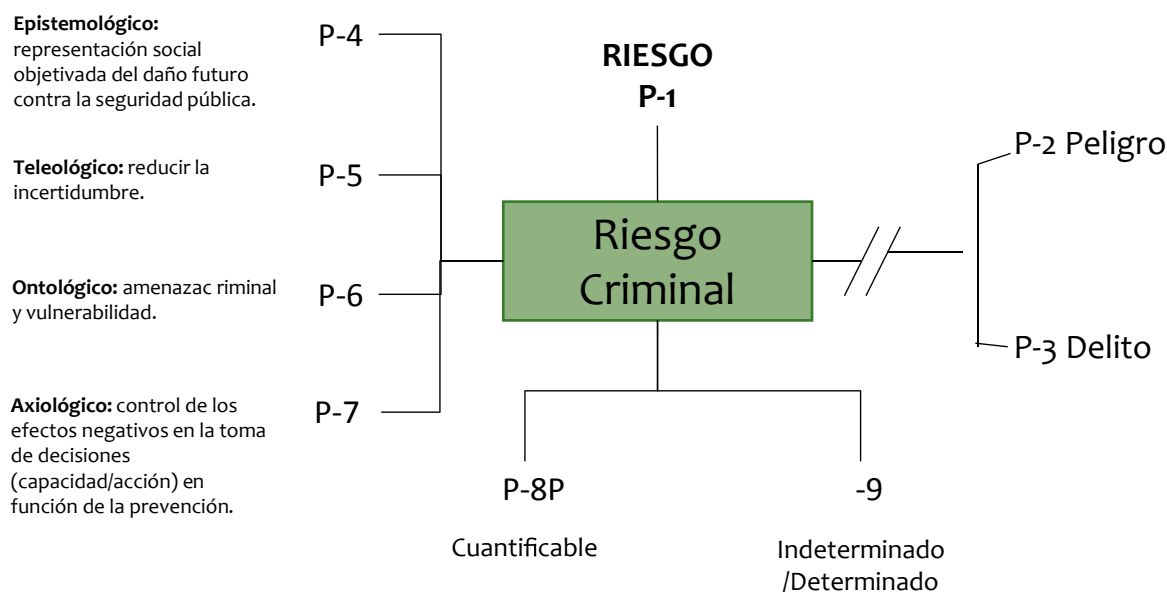 Epistemológico:
representación social
objetivada del daño futuro
contra la seguridad pública.
P-4
Teleológico: reducir la
incertidumbre.
P-5
Ontológico: amenazac riminal
y vulnerabilidad.
P-6
Axiológico: control de los
efectos negativos en la toma
de decisiones
(capacidad/acción) en
función de la prevención.
P-7
RIESGO
P-1
Riesgo
Criminal
P-2 Peligro
P-3 Delito
P-8P
Cuantificable
-9
Indeterminado
/Determinado